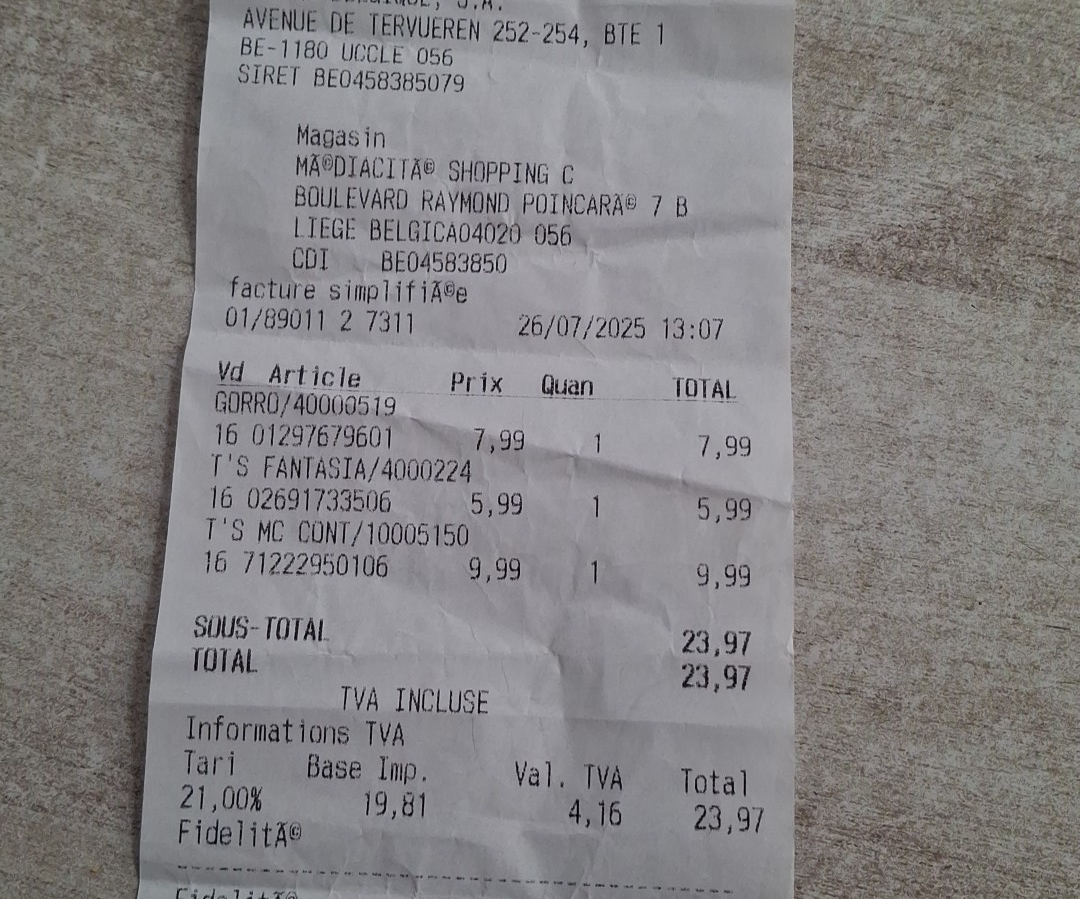 AVENUE DE TERVUEREN 252-254, BTE 1
BE-1180 UCCLE 056
SIRET BE0458385079
Magasin
MÃ©DIACITÃ© SHOPPING C
BOULEVARD RAYMOND POINCARÃ© 7 B
LIEGE BELGICA04020 056
CDI BE04583850
facture simplifiÃ©e
01/89011 2 7311 26/07/2025 13:07
Vd Article Prix Quan TOTAL
GORRO/40000519
16 01297679601 7,99 1 7,99
T'S FANTASIA/4000224
16 02691733506 5,99 1 5,99
T'S MC CONT/10005150
16 71222950106 9,99 1 9,99
SOUS-TOTAL 23,97
TOTAL 23,97
TVA INCLUSE
Informations TVA
Tari Base Imp. Val. TVA Total
21,00% 19,81 4,16 23,97
FidelitÃ©
FidelitÃ©